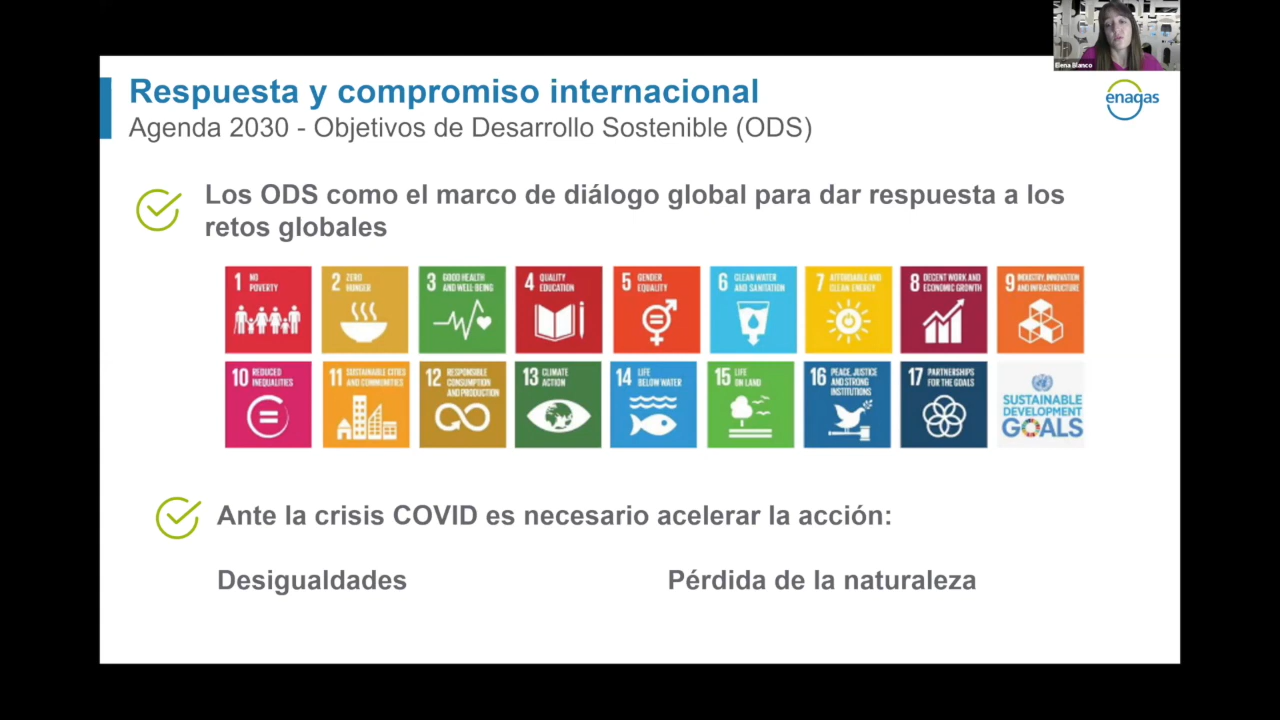 Elena Blanco
Respuesta y compromiso internacional
enagas
Agenda 2030 - Objetivos de Desarrollo Sostenible (ODS)
Los ODS como el marco de diálogo global para dar respuesta a los
retos globales
1 NO
POVERTY
2 ZERO
HUNGER
3 GOOD HEALTH
AND WELL-BEING
4 QUALITY
EDUCATION
5 GENDER
EQUALITY
6 CLEAN WATER
AND SANITATION
7 AFFORDABLE AND
CLEAN ENERGY
8 DECENT WORK AND
ECONOMIC GROWTH
9 INDUSTRY, INNOVATION
AND INFRASTRUCTURE
10 REDUCED
INEQUALITIES
11 SUSTAINABLE CITIES
AND COMMUNITIES
12 RESPONSIBLE
CONSUMPTION
AND PRODUCTION
13 CLIMATE
ACTION
14 LIFE
BELOW WATER
15 LIFE
ON LAND
16 PEACE, JUSTICE
AND STRONG
INSTITUTIONS
17 PARTNERSHIPS
FOR THE GOALS
SUSTAINABLE
DEVELOPMENT
GOALS
Ante la crisis COVID es necesario acelerar la acción:
Desigualdades
Pérdida de la naturaleza